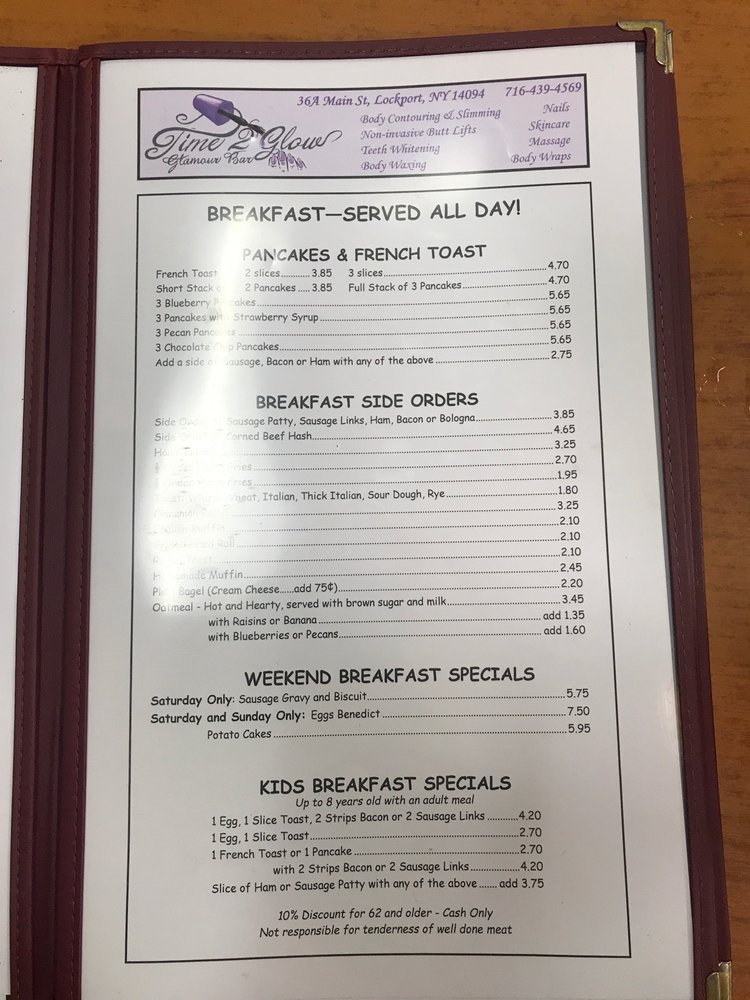 Time 2 Glow
Glamour Bar
36A Main St, Lockport, NY 14094 716-439-4569
Body Contouring & Slimming Nails
Non-invasive Butt Lifts Skincare
Teeth Whitening Massage
Body Waxing Body Wraps
BREAKFAST—SERVED ALL DAY!
PANCAKES & FRENCH TOAST
French Toast 2 slices...........3.85 3 slices..........4.70
Short Stack o 2 Pancakes.....3.85 Full Stack of 3 Pancakes..........4.70
3 Blueberry Pancakes..........5.65
3 Pancakes with Strawberry Syrup..........5.65
3 Pecan Pancakes..........5.65
3 Chocolate Chip Pancakes..........5.65
Add a side of Sausage, Bacon or Ham with any of the above..........2.75
BREAKFAST SIDE ORDERS
Side Order Sausage Patty, Sausage Links, Ham, Bacon or Bologna..........3.85
Side Corned Beef Hash..........4.65
3.25
Fries..........2.70
Fries..........1.95
Wheat, Italian, Thick Italian, Sour Dough, Rye..........1.80
Cinnamon..........3.25
English Muffin..........2.10
Roll..........2.10
..........2.10
Homemade Muffin..........2.45
Plain Bagel (Cream Cheese.....add 75¢)..........2.20
Oatmeal - Hot and Hearty, served with brown sugar and milk..........3.45
with Raisins or Banana..........add 1.35
with Blueberries or Pecans..........add 1.60
WEEKEND BREAKFAST SPECIALS
Saturday Only: Sausage Gravy and Biscuit..........5.75
Saturday and Sunday Only: Eggs Benedict..........7.50
Potato Cakes..........5.95
KIDS BREAKFAST SPECIALS
Up to 8 years old with an adult meal
1 Egg, 1 Slice Toast, 2 Strips Bacon or 2 Sausage Links...........4.20
1 Egg, 1 Slice Toast..........2.70
1 French Toast or 1 Pancake..........2.70
with 2 Strips Bacon or 2 Sausage Links..........4.20
Slice of Ham or Sausage Patty with any of the above....... add 3.75
10% Discount for 62 and older - Cash Only
Not responsible for tenderness of well done meat